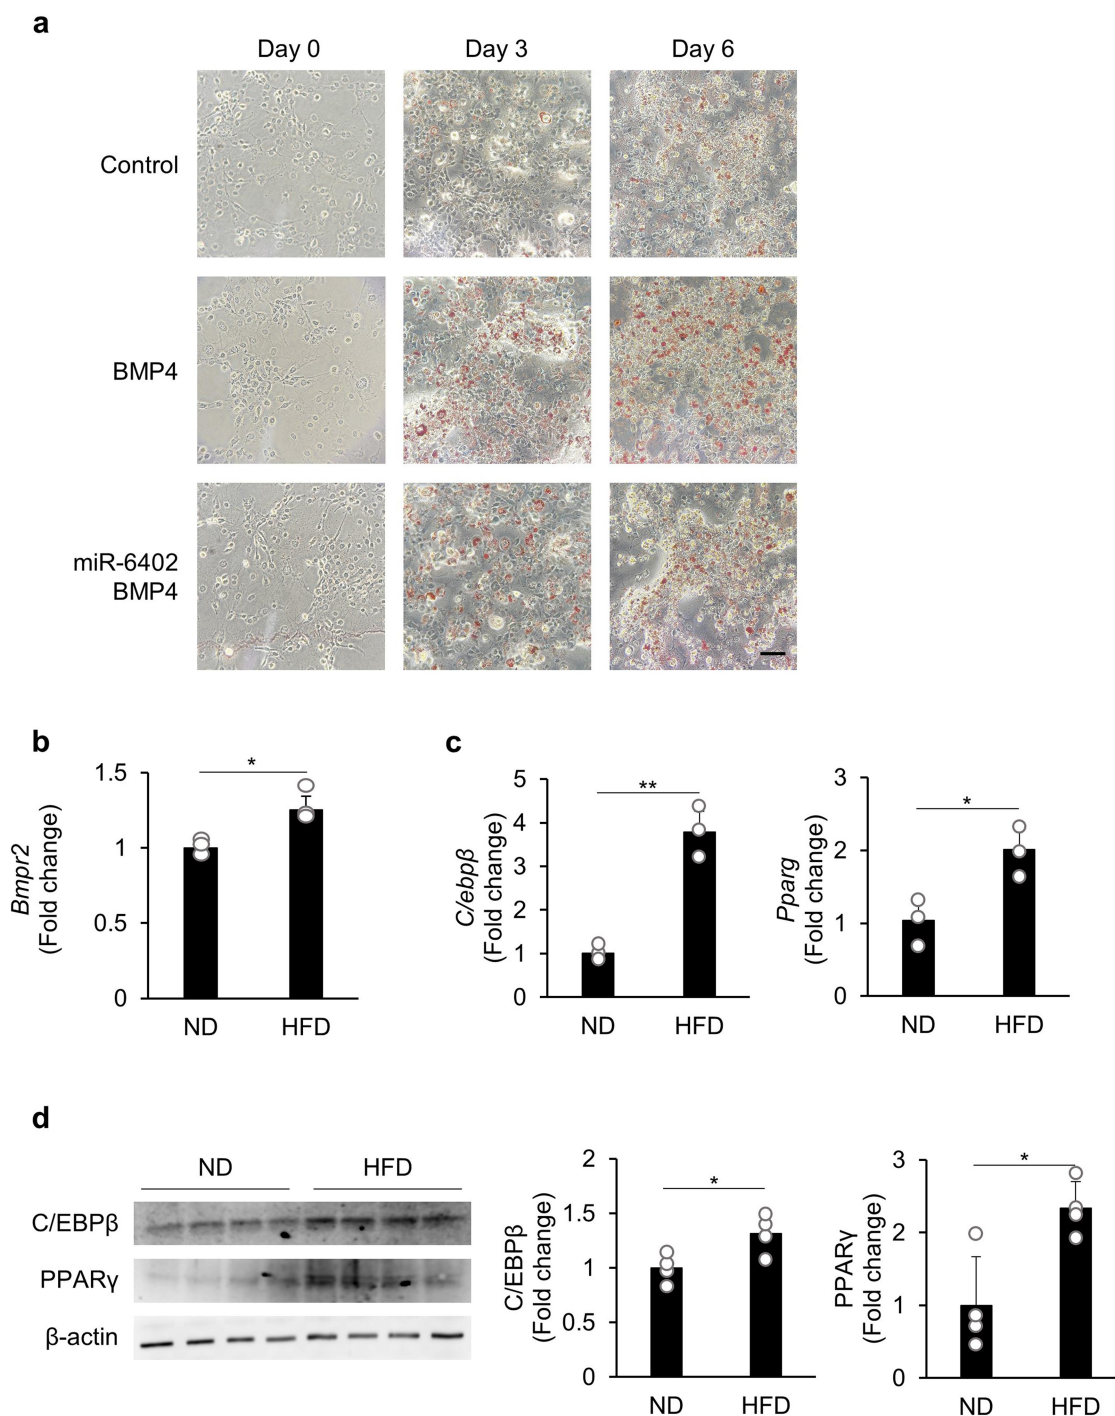 a
Day 0 Day 3 Day 6
Control
BMP4
miR-6402
BMP4
b
Bmpr2
(Fold change)
1.5
1
0.5
0
*
ND HFD
c
C/ebpβ
(Fold change)
5
4
3
2
1
0
**
ND HFD
Pparg
(Fold change)
3
2
1
0
*
ND HFD
d
ND HFD
C/EBPβ
PPARγ
β-actin
C/EBPβ
(Fold change)
2
1.5
1
0.5
0
*
ND HFD
PPARγ
(Fold change)
3
2
1
0
*
ND HFD